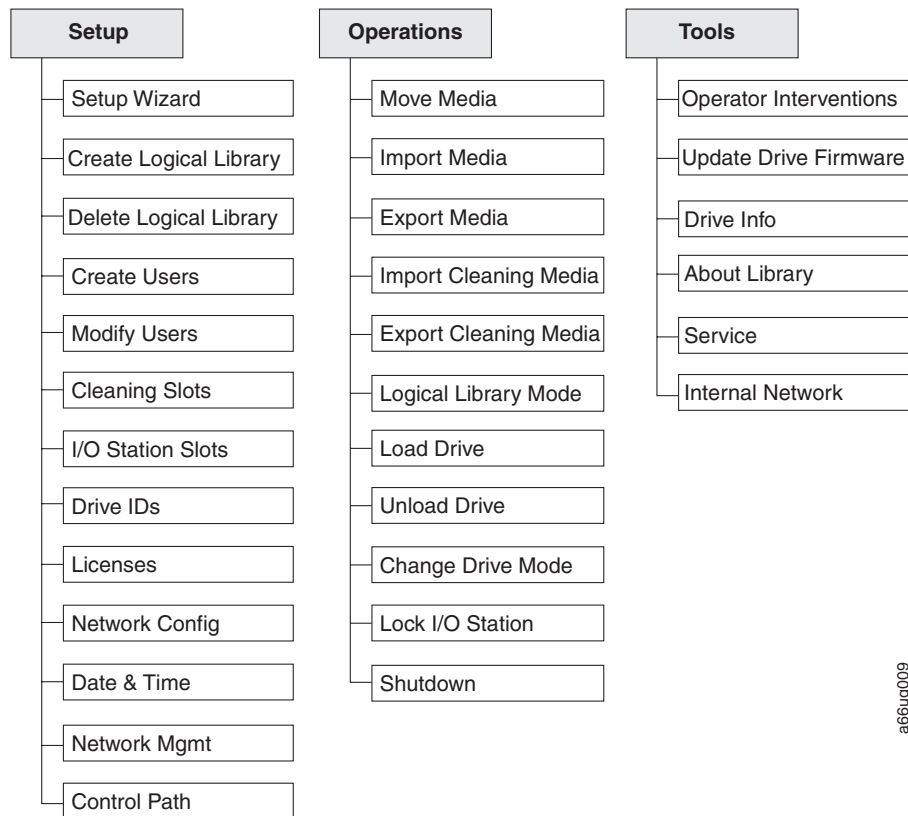 Setup
Setup Wizard
Create Logical Library
Delete Logical Library
Create Users
Modify Users
Cleaning Slots
I/O Station Slots
Drive IDs
Licenses
Network Config
Date & Time
Network Mgmt
Control Path
Operations
Move Media
Import Media
Export Media
Import Cleaning Media
Export Cleaning Media
Logical Library Mode
Load Drive
Unload Drive
Change Drive Mode
Lock I/O Station
Shutdown
Tools
Operator Interventions
Update Drive Firmware
Drive Info
About Library
Service
Internal Network
a66ug009